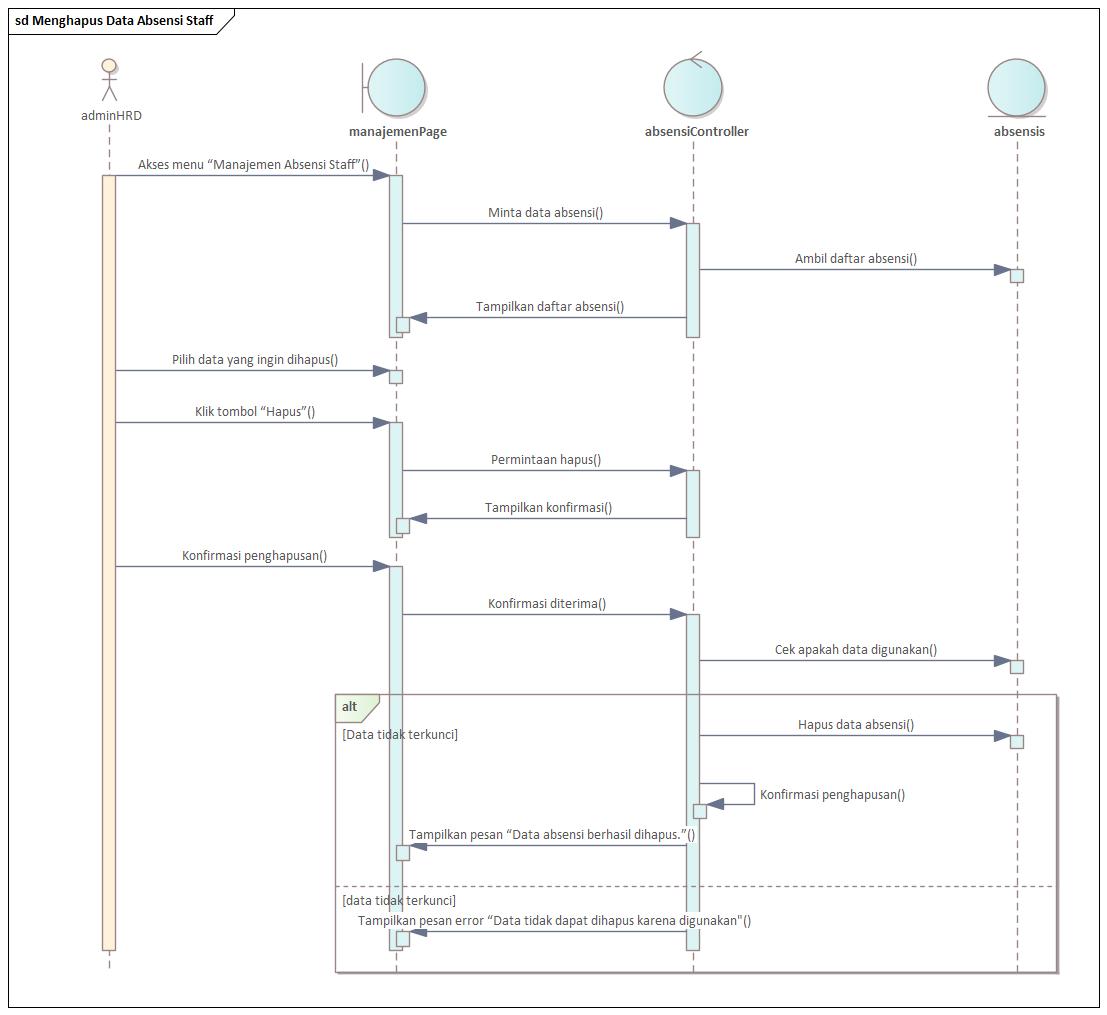 sd Menghapus Data Absensi Staff
adminHRD
manajemenPage
absensiController
absensis
Akses menu “Manajemen Absensi Staff”()
Minta data absensi()
Ambil daftar absensi()
Tampilkan daftar absensi()
Pilih data yang ingin dihapus()
Klik tombol “Hapus”()
Permintaan hapus()
Tampilkan konfirmasi()
Konfirmasi penghapusan()
Konfirmasi diterima()
Cek apakah data digunakan()
alt
Hapus data absensi()
[Data tidak terkunci]
Konfirmasi penghapusan()
Tampilkan pesan “Data absensi berhasil dihapus.”()
[data tidak terkunci]
Tampilkan pesan error “Data tidak dapat dihapus karena digunakan"()